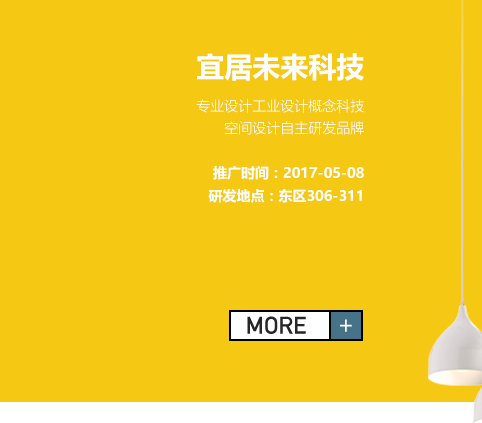 宜居未来科技
专业设计工业设计概念科技
空间设计自主研发品牌
推广时间：2017-05-08
研发地点：东区306-311
MORE +